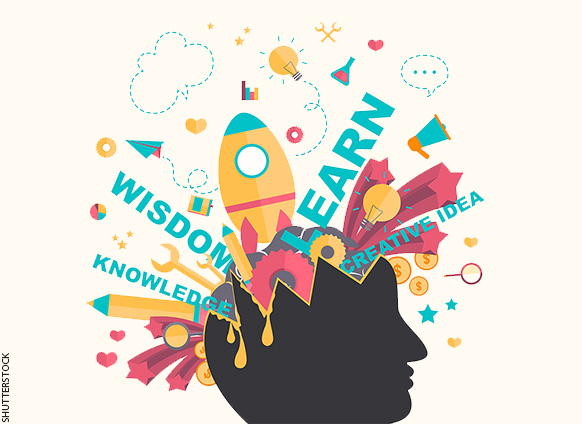 LEARN
WISDOM
CREATIVE IDEA
KNOWLEDGE
$
$
$
SHUTTERSTOCK